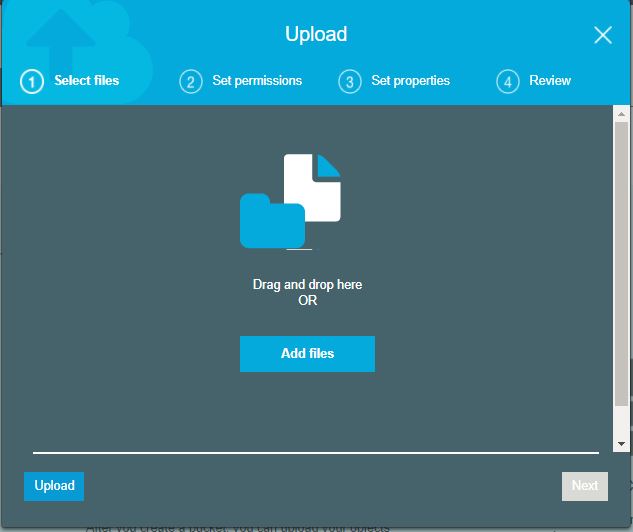 Upload
1 Select files
2 Set permissions
3 Set properties
4 Review
Drag and drop here
OR
Add files
Upload
Next
After you create a bucket, you can upload your objects